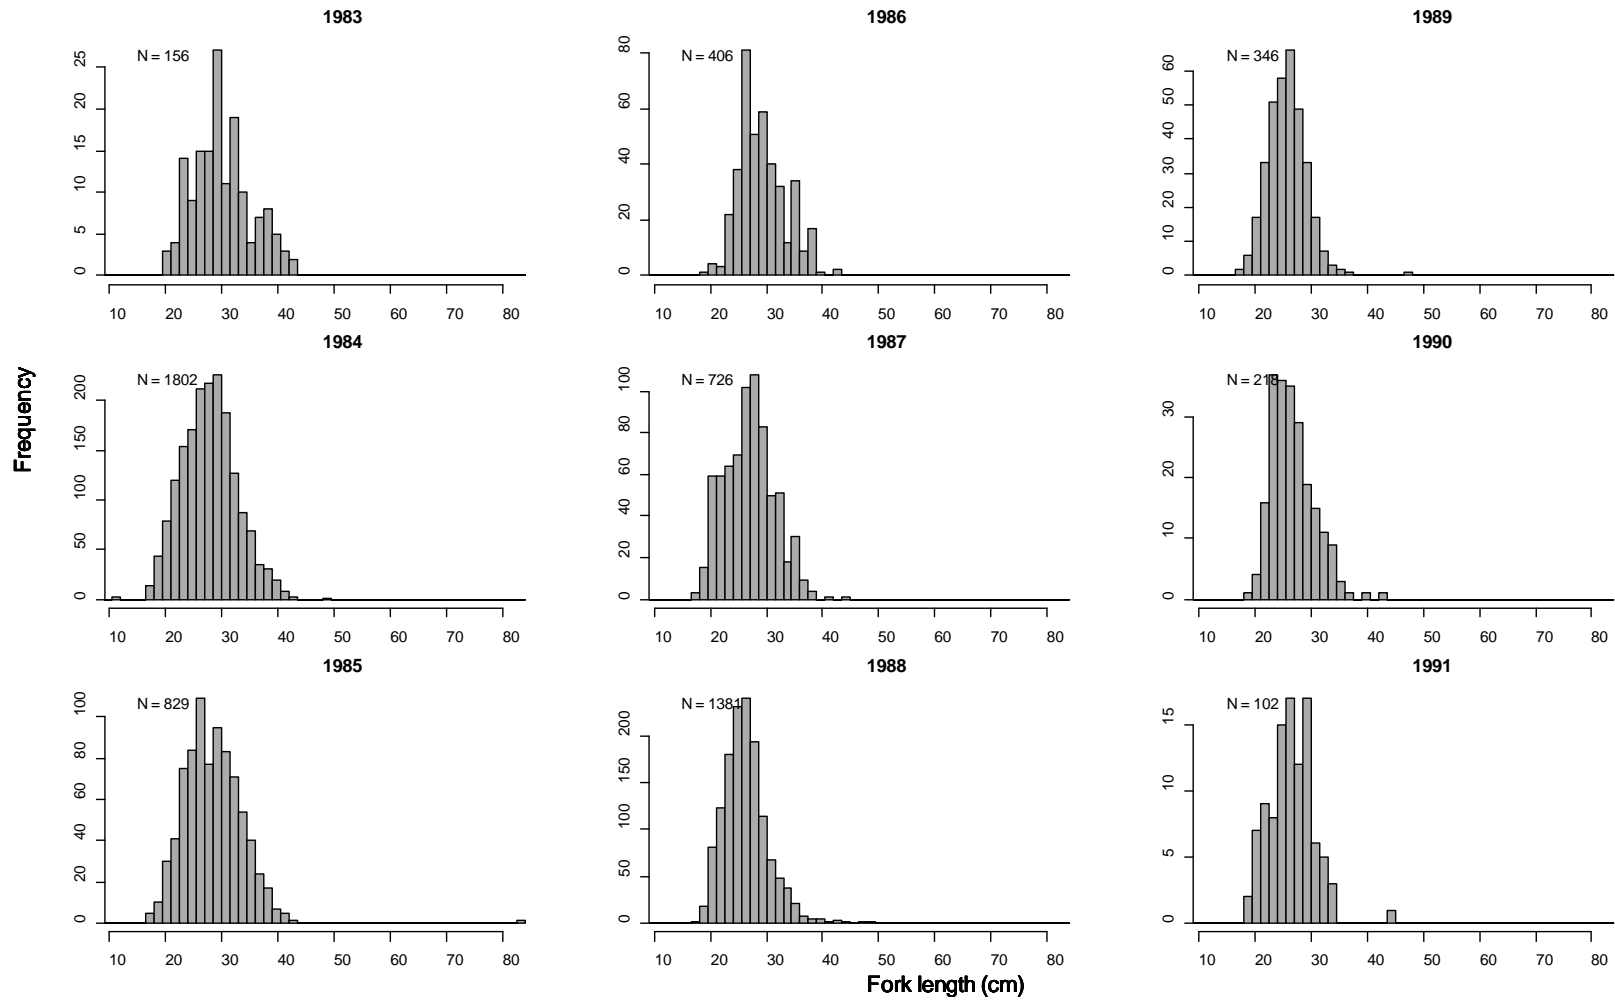 1983
N = 156
0 5 10 15 20 25
10 20 30 40 50 60 70 80
1986
N = 406
0 20 40 60 80
10 20 30 40 50 60 70 80
1989
N = 346
0 10 20 30 40 50 60
10 20 30 40 50 60 70 80
1984
N = 1802
0 50 100 150 200
10 20 30 40 50 60 70 80
1987
N = 726
0 20 40 60 80 100
10 20 30 40 50 60 70 80
1990
N = 218
0 10 20 30
10 20 30 40 50 60 70 80
1985
N = 829
0 20 40 60 80 100
10 20 30 40 50 60 70 80
1988
N = 1381
0 50 100 150 200
10 20 30 40 50 60 70 80
1991
N = 102
0 5 10 15
10 20 30 40 50 60 70 80
Frequency
Fork length (cm)